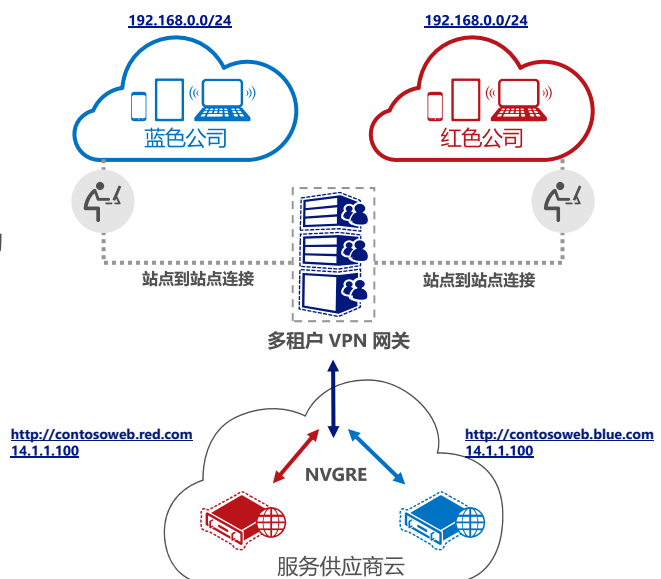 192.168.0.0/24
192.168.0.0/24
蓝色公司
红色公司
站点到站点连接
站点到站点连接
多租户 VPN 网关
http://contosoweb.red.com
14.1.1.100
http://contosoweb.blue.com
14.1.1.100
NVGRE
服务供应商云